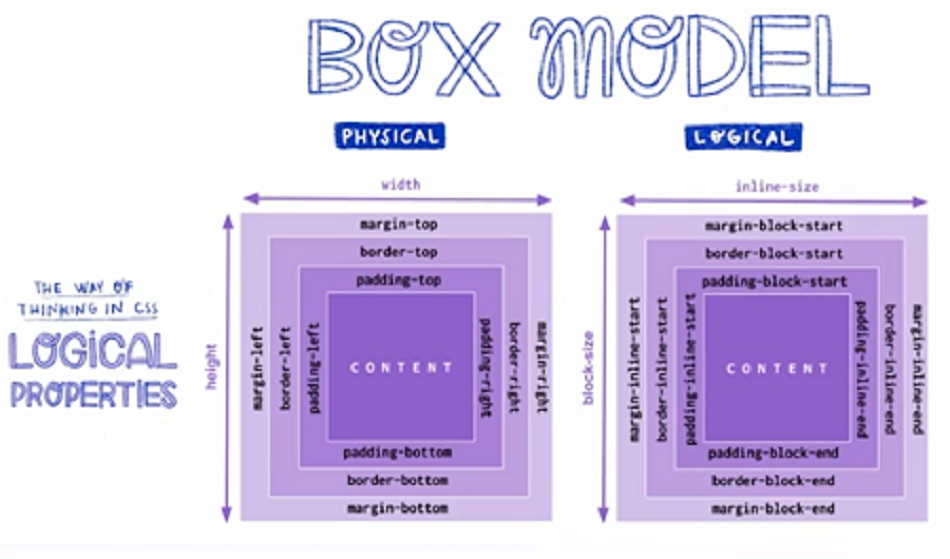 BOX MODEL
PHYSICAL
LOGICAL
THE WAY OF
THINKING IN CSS
LOGICAL
PROPERTIES
width
height
margin-top
border-top
padding-top
margin-left
border-left
padding-left
CONTENT
padding-right
border-right
margin-right
padding-bottom
border-bottom
margin-bottom
inline-size
block-size
margin-block-start
border-block-start
padding-block-start
margin-inline-start
border-inline-start
padding-inline-start
CONTENT
padding-inline-end
border-inline-end
margin-inline-end
padding-block-end
border-block-end
margin-block-end